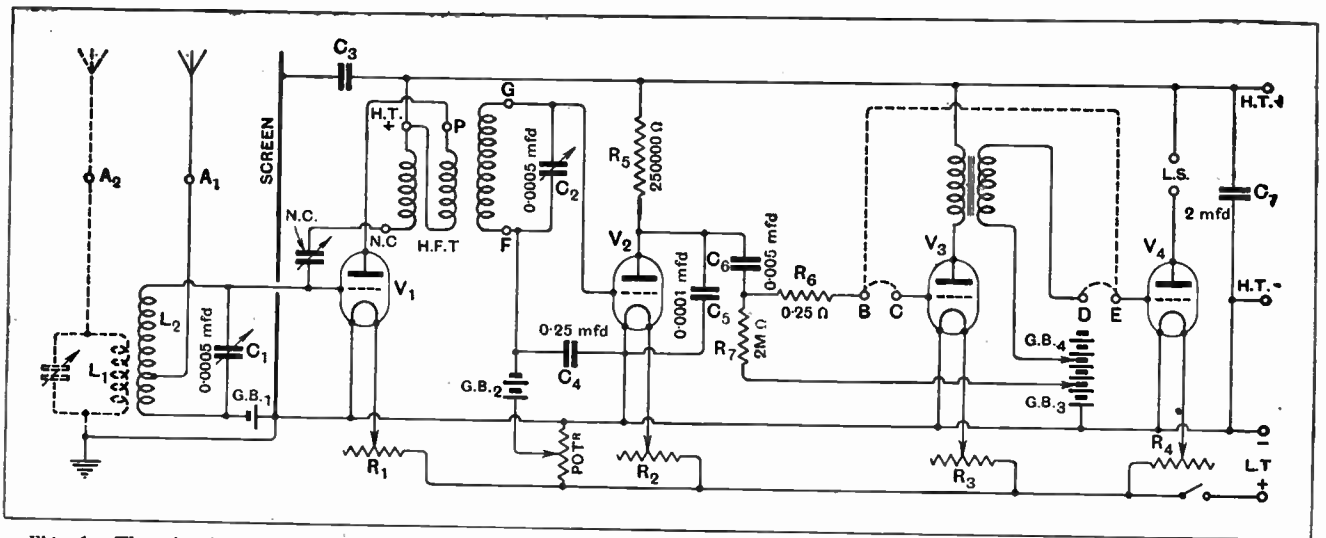 C3
SCREEN
A2
A1
H.T.
+
P
G
0·0005 mfd
C2
R5
250000 Ω
H.T.+
L.S.
C7
2 mfd
N.C.
N.C
H.F.T
F
V1
V2
C6
0·005 mfd
C5
0·0001 mfd
R6
0·25 Ω
B
C
V3
D
E
V4
H.T.-
L2
L1
0·0005 mfd
C1
G.B.1
0·25 mfd
C4
G.B.2
R7
2M Ω
G.B.4
G.B.3
POTR
R1
R2
R3
R4
-
L.T
+